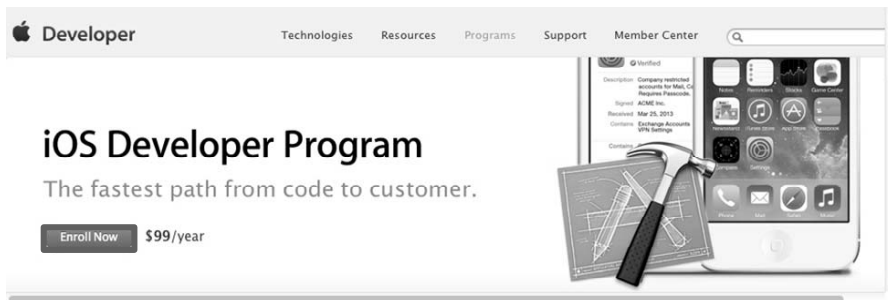 Developer
Technologies Resources Programs Support Member Center
Verified
Description Company restricted
accounts for Mail, Ca
Requires Passcode.
Signed ACME Inc.
Received Mar 25, 2013
Contains Exchange Accounts
VPN Settings
Contains
iOS Developer Program
The fastest path from code to customer.
Enroll Now $99/year
Notes Reminders Stocks Game Center
Newsstand iTunes Store App Store Passbook
Compass Settings
Phone Mail Safari Music